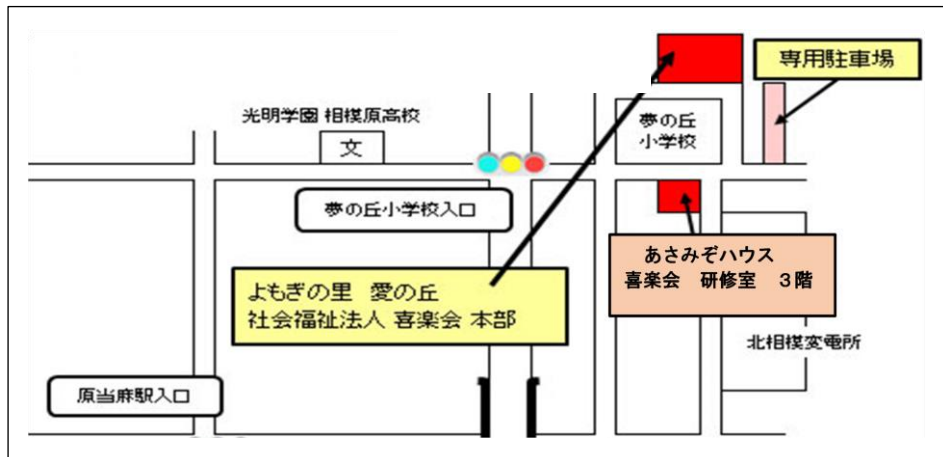 専用駐車場
光明学園 相模原高校
文
夢の丘
小学校
夢の丘小学校入口
あさみぞハウス
喜楽会　研修室　３階
よもぎの里　愛の丘
社会福祉法人 喜楽会 本部
北相模変電所
原当麻駅入口